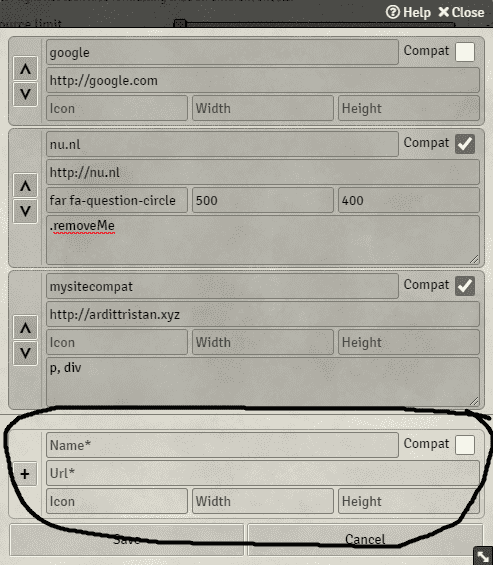 ource limit
Help Close
google Compat
http://google.com
Icon Width Height
nu.nl Compat
http://nu.nl
far fa-question-circle 500 400
.removeMe
mysitecompat Compat
http://ardittristan.xyz
Icon Width Height
p, div
Name* Compat
+ Url*
Icon Width Height
Save Cancel